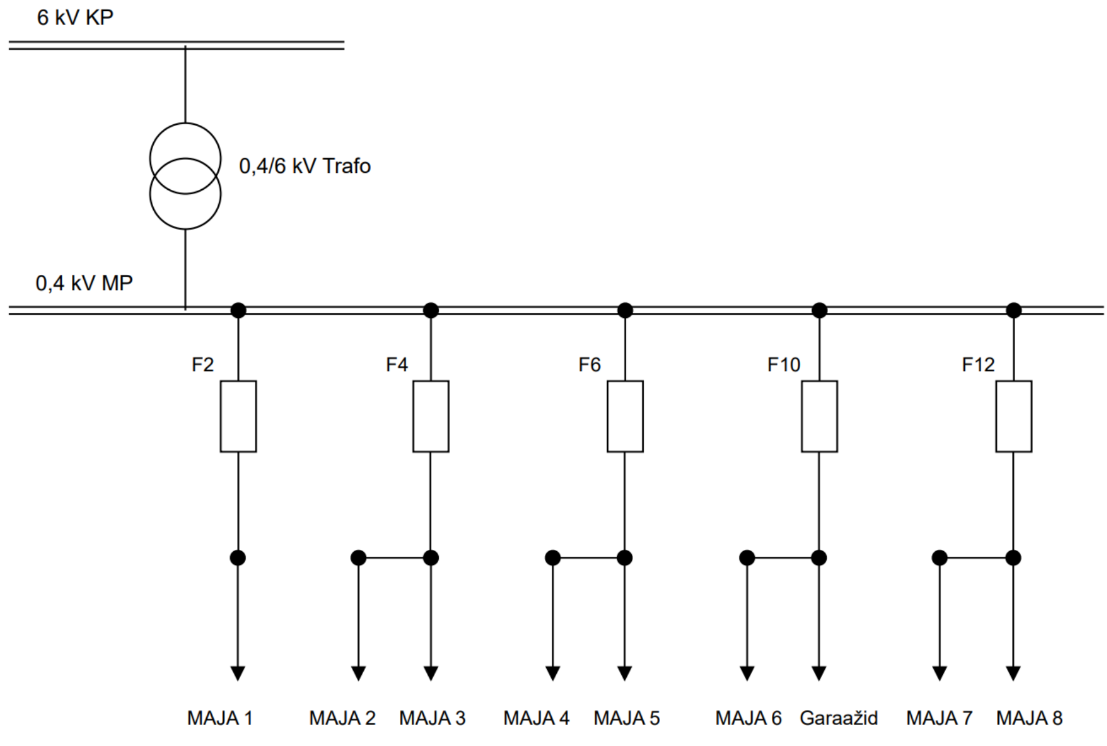 6 kV KP
0,4/6 kV Trafo
0,4 kV MP
F2
F4
F6
F10
F12
MAJA 1
MAJA 2
MAJA 3
MAJA 4
MAJA 5
MAJA 6
Garaažid
MAJA 7
MAJA 8